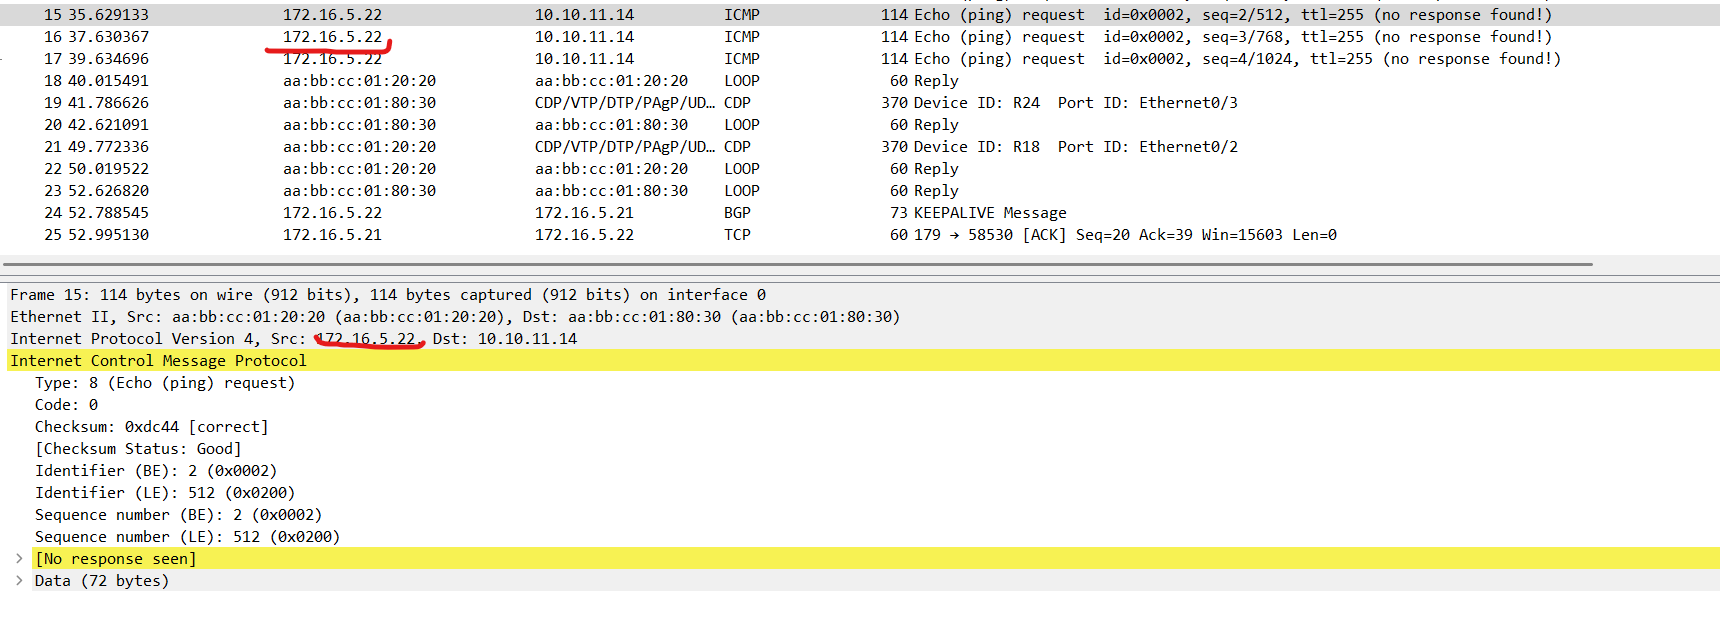 15 35.629133 172.16.5.22 10.10.11.14 ICMP 114 Echo (ping) request id=0x0002, seq=2/512, ttl=255 (no response found!)
16 37.630367 172.16.5.22 10.10.11.14 ICMP 114 Echo (ping) request id=0x0002, seq=3/768, ttl=255 (no response found!)
17 39.634696 172.16.5.22 10.10.11.14 ICMP 114 Echo (ping) request id=0x0002, seq=4/1024, ttl=255 (no response found!)
18 40.015491 aa:bb:cc:01:20:20 aa:bb:cc:01:20:20 LOOP 60 Reply
19 41.786626 aa:bb:cc:01:80:30 CDP/VTP/DTP/PAgP/UD… CDP 370 Device ID: R24 Port ID: Ethernet0/3
20 42.621091 aa:bb:cc:01:80:30 aa:bb:cc:01:80:30 LOOP 60 Reply
21 49.772336 aa:bb:cc:01:20:20 CDP/VTP/DTP/PAgP/UD… CDP 370 Device ID: R18 Port ID: Ethernet0/2
22 50.019522 aa:bb:cc:01:20:20 aa:bb:cc:01:20:20 LOOP 60 Reply
23 52.626820 aa:bb:cc:01:80:30 aa:bb:cc:01:80:30 LOOP 60 Reply
24 52.788545 172.16.5.22 172.16.5.21 BGP 73 KEEPALIVE Message
25 52.995130 172.16.5.21 172.16.5.22 TCP 60 179 → 58530 [ACK] Seq=20 Ack=39 Win=15603 Len=0
Frame 15: 114 bytes on wire (912 bits), 114 bytes captured (912 bits) on interface 0
Ethernet II, Src: aa:bb:cc:01:20:20 (aa:bb:cc:01:20:20), Dst: aa:bb:cc:01:80:30 (aa:bb:cc:01:80:30)
Internet Protocol Version 4, Src: 172.16.5.22, Dst: 10.10.11.14
Internet Control Message Protocol
Type: 8 (Echo (ping) request)
Code: 0
Checksum: 0xdc44 [correct]
[Checksum Status: Good]
Identifier (BE): 2 (0x0002)
Identifier (LE): 512 (0x0200)
Sequence number (BE): 2 (0x0002)
Sequence number (LE): 512 (0x0200)
[No response seen]
Data (72 bytes)